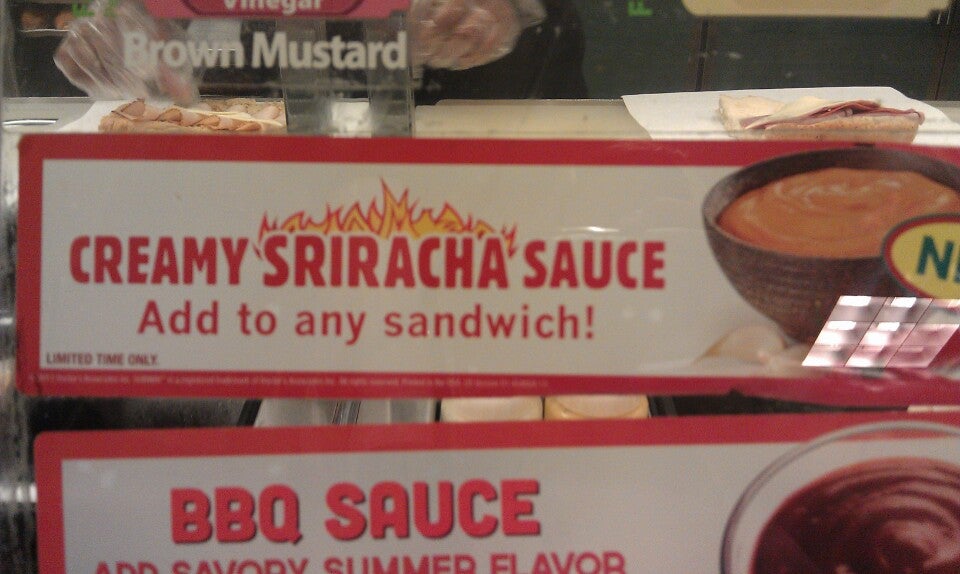 Vinegar
Brown Mustard
CREAMY SRIRACHA SAUCE
Add to any sandwich!
LIMITED TIME ONLY.
BBQ SAUCE
ADD SAVORY SUMMER FLAVOR